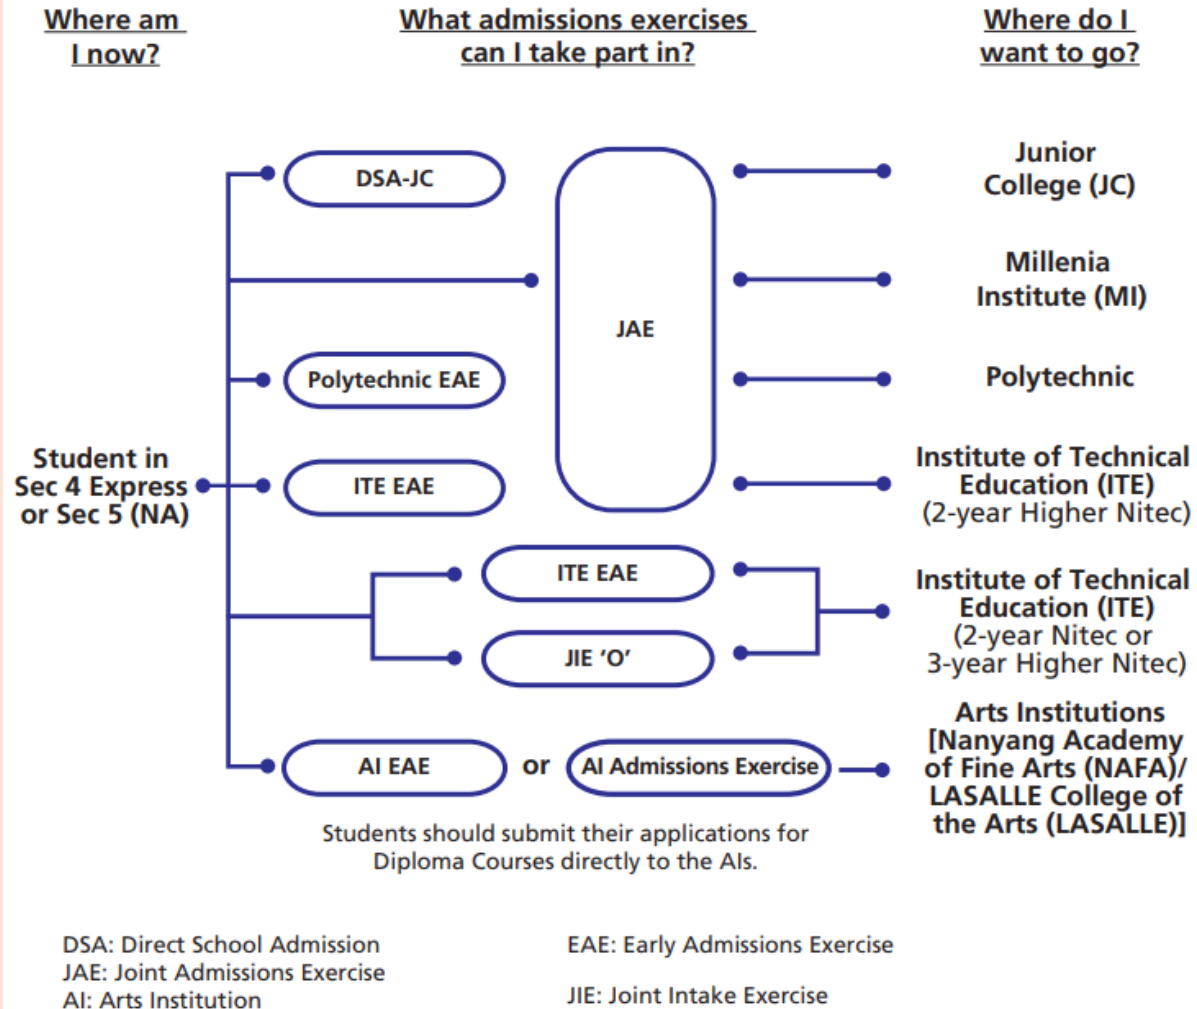 Where am
I now?
What admissions exercises
can I take part in?
Where do I
want to go?
DSA-JC
JAE
Junior
College (JC)
Millenia
Institute (MI)
Polytechnic EAE
Polytechnic
Student in
Sec 4 Express
or Sec 5 (NA)
ITE EAE
Institute of Technical
Education (ITE)
(2-year Higher Nitec)
ITE EAE
JIE ‘O’
Institute of Technical
Education (ITE)
(2-year Nitec or
3-year Higher Nitec)
AI EAE
or
AI Admissions Exercise
Arts Institutions
[Nanyang Academy
of Fine Arts (NAFA)/
LASALLE College of
the Arts (LASALLE)]
Students should submit their applications for
Diploma Courses directly to the AIs.
DSA: Direct School Admission
JAE: Joint Admissions Exercise
AI: Arts Institution
EAE: Early Admissions Exercise
JIE: Joint Intake Exercise